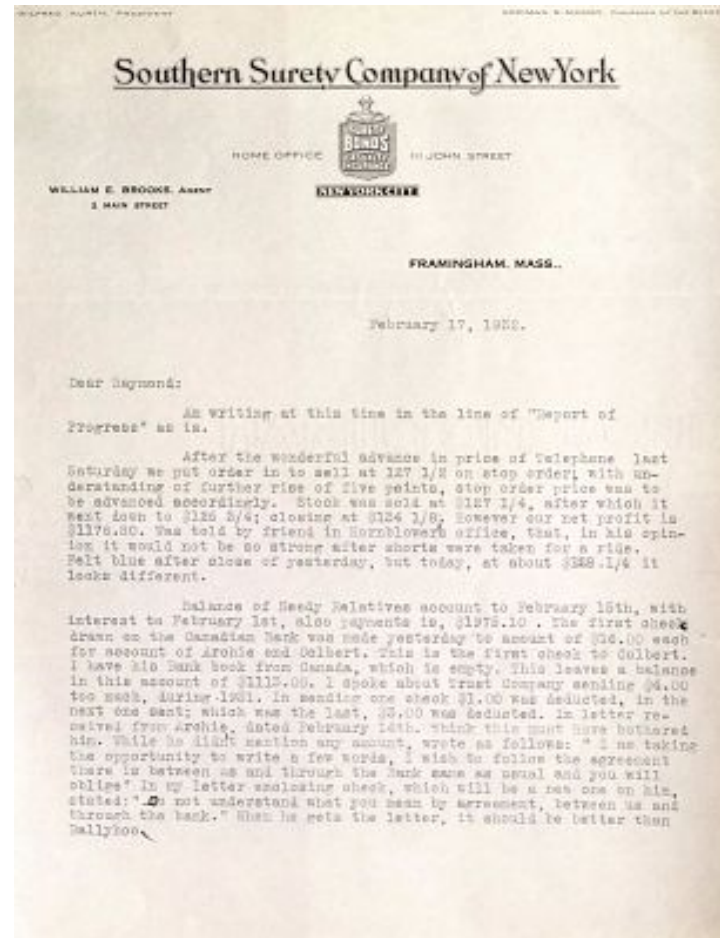 WILFRED KURTH, PRESIDENT
Southern Surety Company of New York
HOME OFFICE
SURETY
BONDS
CASUALTY
INSURANCE
111 JOHN STREET
NEW YORK CITY
WILLIAM E. BROOKS, AGENT
2 MAIN STREET
FRAMINGHAM, MASS.,
February 17, 1932.
Dear Raymond:
Am writing at this time in the line of "Report of
Progress" as is.
After the wonderful advance in price of Telephone last
Saturday we put order in to sell at 127 1/2 on stop order; with un-
derstanding of further rise of five points, stop order price was to
be advanced accordingly. Stock was sold at $127 1/4, after which it
went down to $125 3/4; closing at $124 1/8. However our net profit is
$1176.80. Was told by friend in Hornblowers office, that, in his opin-
ion it would not be so strong after shorts were taken for a ride.
Felt blue after close of yesterday, but today, at about $128.1/4 it
looks different.
Balance of Needy Relatives account to February 15th, with
interest to February 1st, also payments is, $1975.10 . The first check
drawn on the Canadian Bank was made yesterday to amount of $16.00 each
for account of Archie and Colbert. This is the first check to Colbert.
I have his Bank book from Canada, which is empty. This leaves a balance
in this account of $1113.00. I spoke about Trust Company sending $4.00
too much, during 1931. In sending one check $1.00 was deducted, in the
next one sent; which was the last, $3.00 was deducted. In letter re-
ceived from Archie, dated February 14th. Think this must have bothered
him. While he didnt mention any amount, wrote as follows: " I am taking
the opportunity to write a few words, I wish to follow the agreement
there is between us and through the Bank same as usual and you will
oblige" In my letter enclosing check, which will be a net one on him,
stated:" Do not understand what you mean by agreement, between us and
through the bank." When he gets the letter, it should be better than
Ballyhoo.